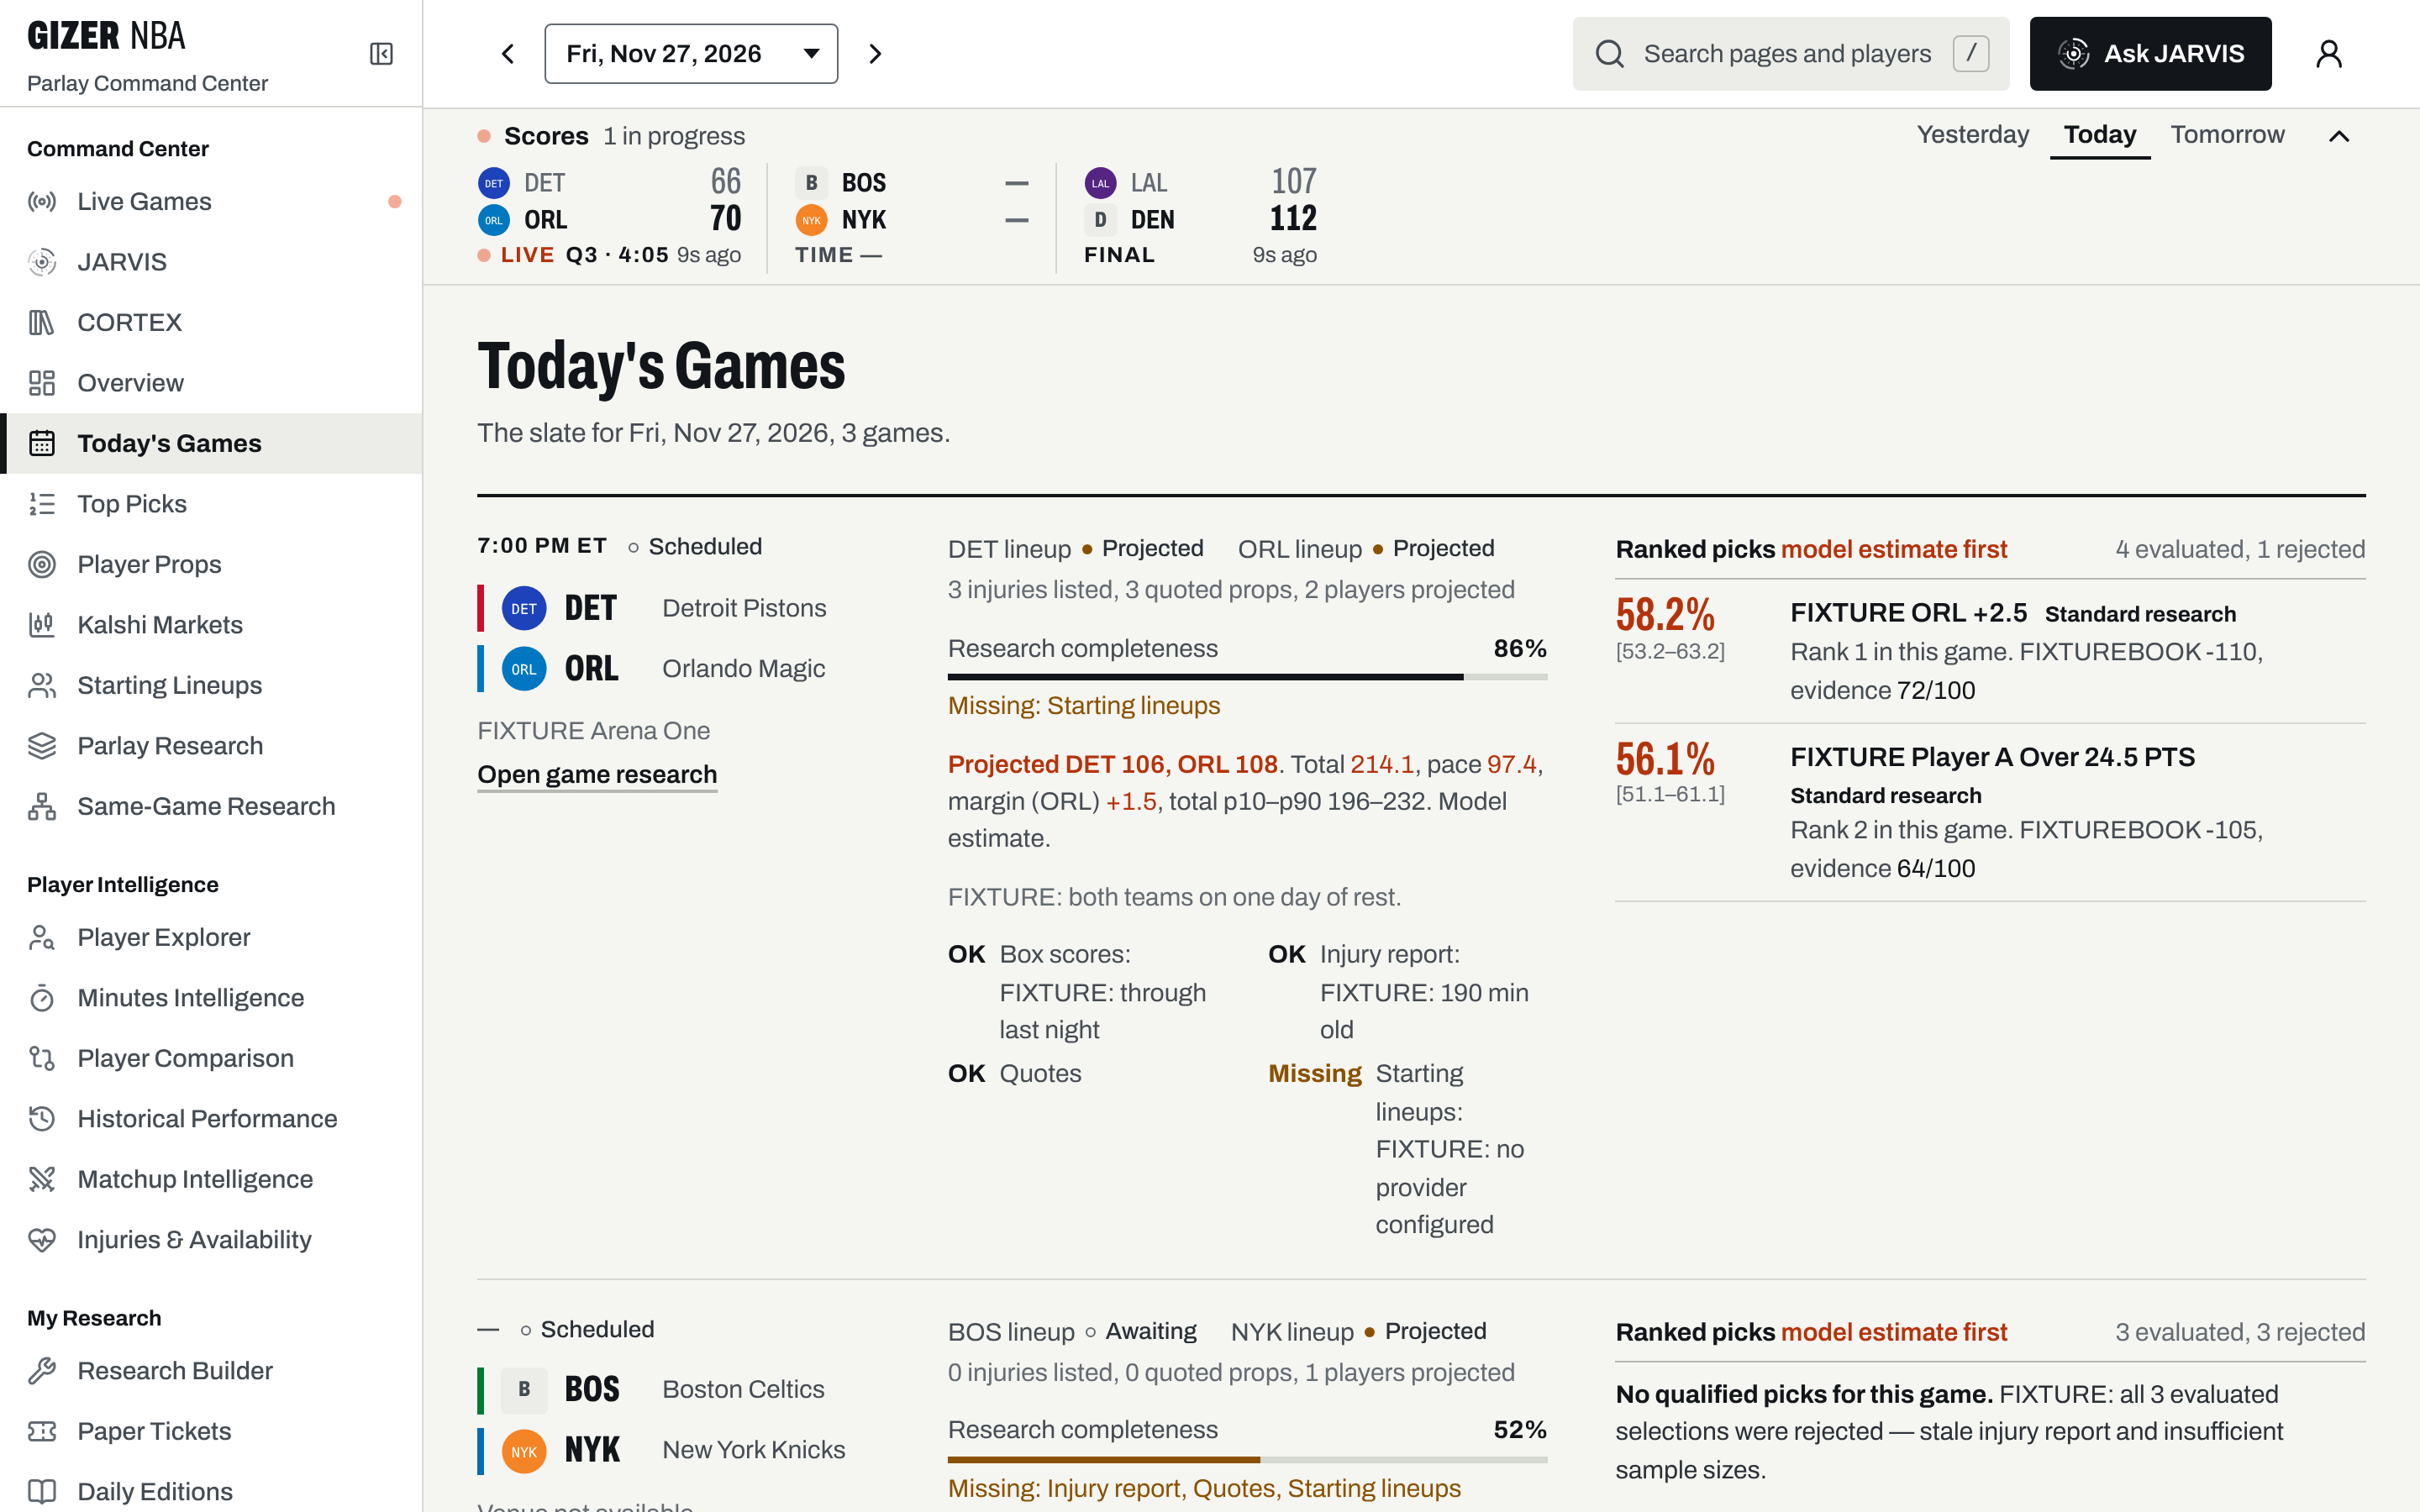 GIZER NBA
Parlay Command Center
Command Center
Live Games
JARVIS
CORTEX
Overview
Today's Games
Top Picks
Player Props
Kalshi Markets
Starting Lineups
Parlay Research
Same-Game Research
Player Intelligence
Player Explorer
Minutes Intelligence
Player Comparison
Historical Performance
Matchup Intelligence
Injuries & Availability
My Research
Research Builder
Paper Tickets
Daily Editions
Fri, Nov 27, 2026
Search pages and players /
Ask JARVIS
Scores 1 in progress
Yesterday Today Tomorrow
DET DET 66
ORL ORL 70
LIVE Q3 · 4:05 9s ago
B BOS —
NYK NYK —
TIME —
LAL LAL 107
D DEN 112
FINAL 9s ago
Today's Games
The slate for Fri, Nov 27, 2026, 3 games.
7:00 PM ET Scheduled
DET DET Detroit Pistons
ORL ORL Orlando Magic
FIXTURE Arena One
Open game research
DET lineup Projected ORL lineup Projected
3 injuries listed, 3 quoted props, 2 players projected
Research completeness 86%
Missing: Starting lineups
Projected DET 106, ORL 108. Total 214.1, pace 97.4,
margin (ORL) +1.5, total p10–p90 196–232. Model
estimate.
FIXTURE: both teams on one day of rest.
OK Box scores:
FIXTURE: through
last night
OK Injury report:
FIXTURE: 190 min
old
OK Quotes
Missing Starting
lineups:
FIXTURE: no
provider
configured
Ranked picks model estimate first 4 evaluated, 1 rejected
58.2%
[53.2–63.2]
FIXTURE ORL +2.5 Standard research
Rank 1 in this game. FIXTUREBOOK -110,
evidence 72/100
56.1%
[51.1–61.1]
FIXTURE Player A Over 24.5 PTS
Standard research
Rank 2 in this game. FIXTUREBOOK -105,
evidence 64/100
— Scheduled
B BOS Boston Celtics
NYK NYK New York Knicks
Venue not available
BOS lineup Awaiting NYK lineup Projected
0 injuries listed, 0 quoted props, 1 players projected
Research completeness 52%
Missing: Injury report, Quotes, Starting lineups
Ranked picks model estimate first 3 evaluated, 3 rejected
No qualified picks for this game. FIXTURE: all 3 evaluated
selections were rejected — stale injury report and insufficient
sample sizes.